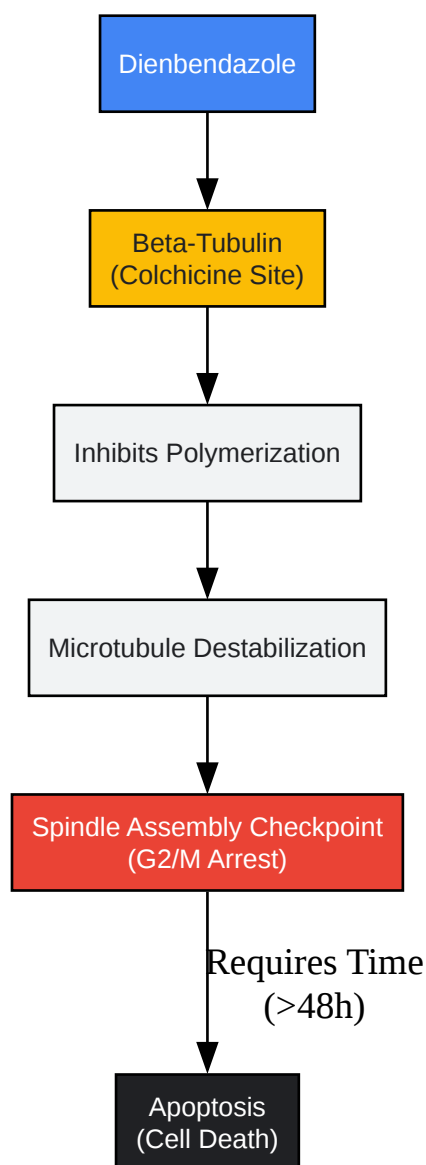 Dienbendazole
Beta-Tubulin
(Colchicine Site)
Inhibits Polymerization
Microtubule Destabilization
Spindle Assembly Checkpoint
(G2/M Arrest)
Requires Time
(>48h)
Apoptosis
(Cell Death)